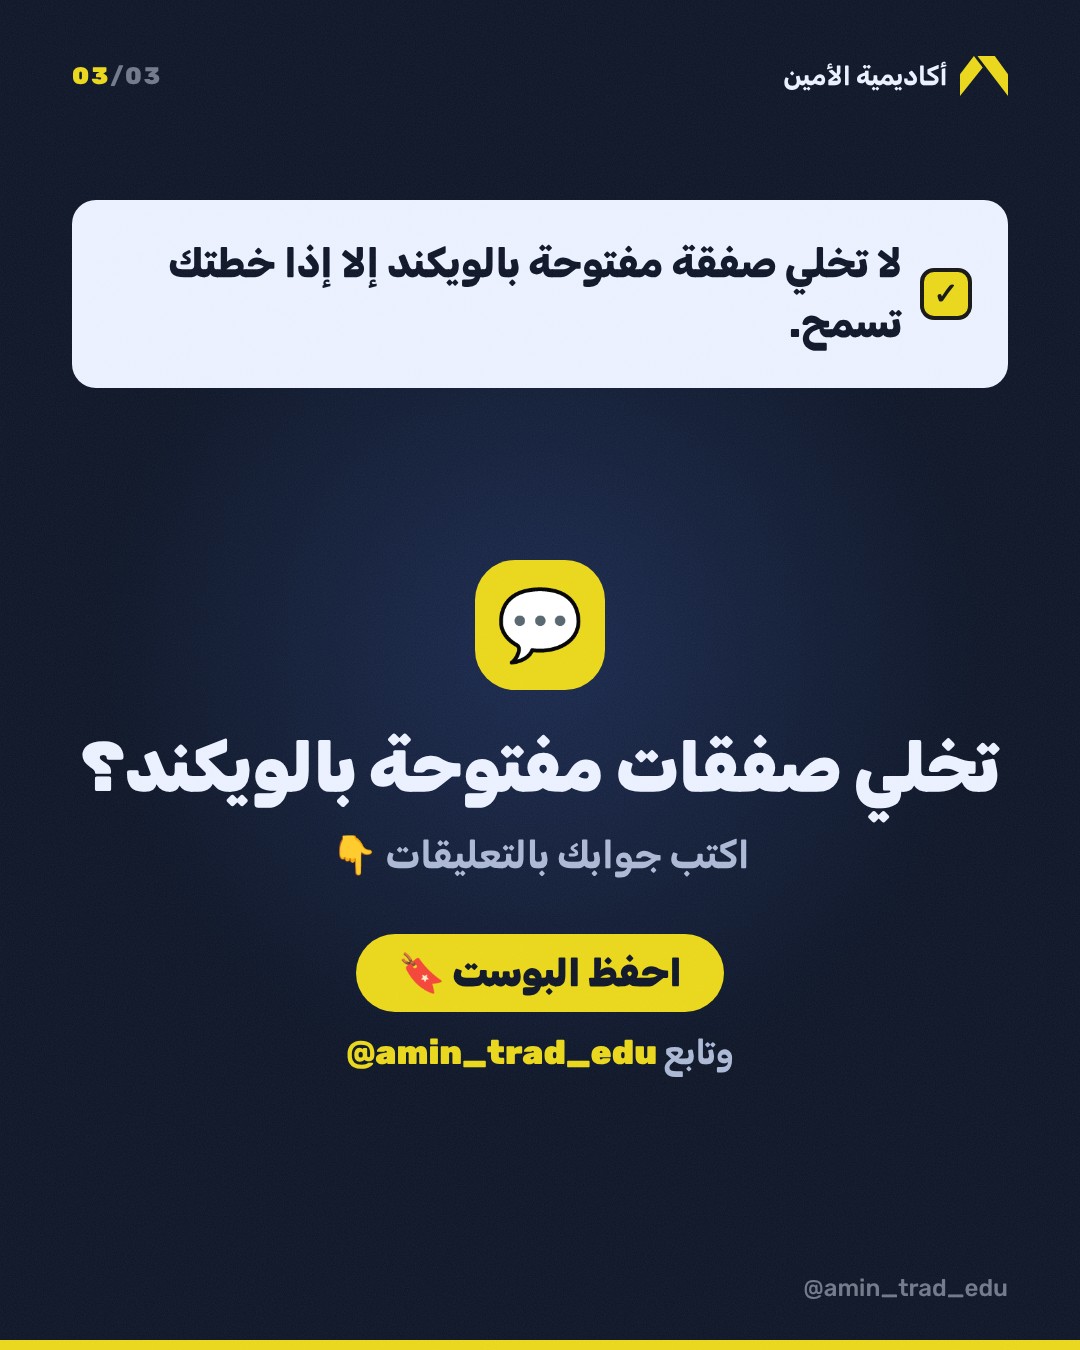 أكاديمية الأمين
03/03
✓ لا تخلي صفقة مفتوحة بالويكند إلا إذا خطتك
تسمح.
💬
تخلي صفقات مفتوحة بالويكند؟
اكتب جوابك بالتعليقات 👇
احفظ البوست 🔖
وتابع @amin_trad_edu
@amin_trad_edu